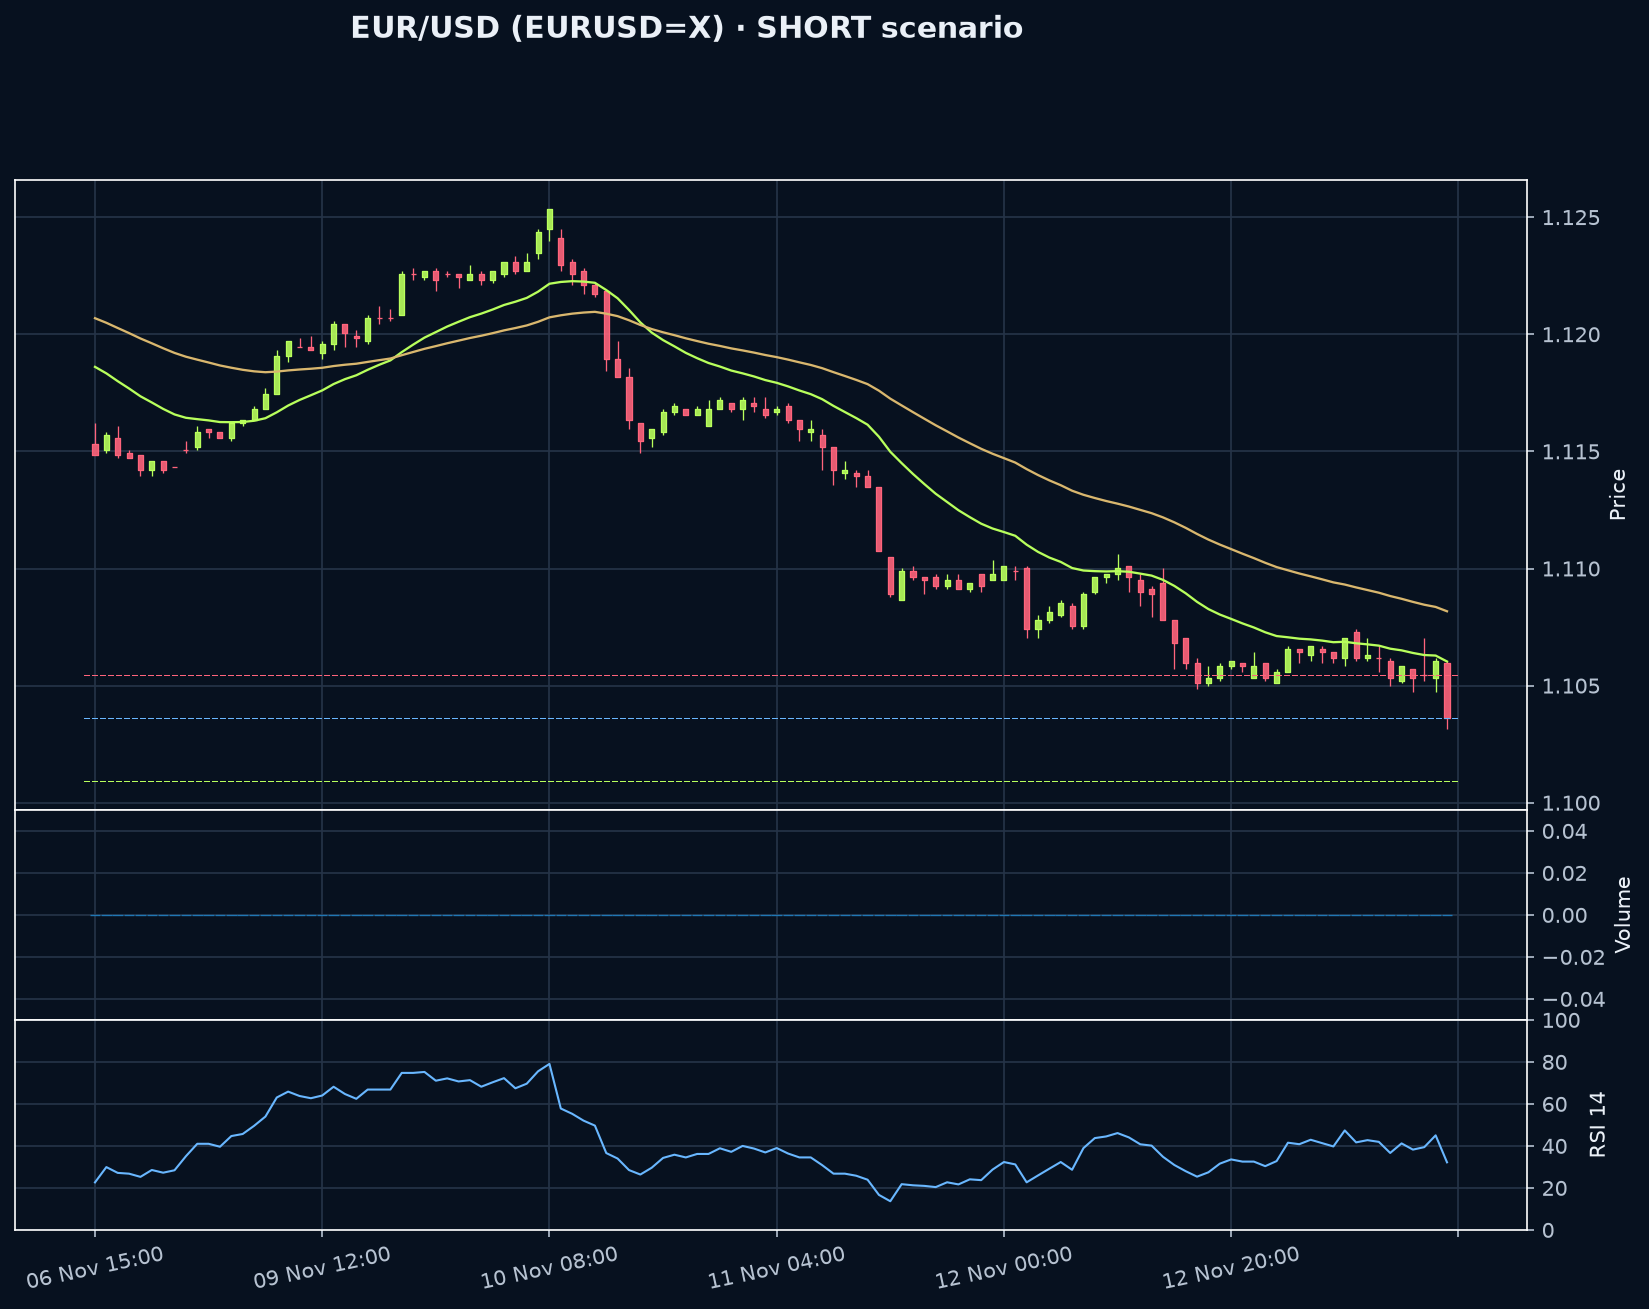 EUR/USD (EURUSD=X) · SHORT scenario
1.125
1.120
1.115
1.110
1.105
1.100
Price
0.04
0.02
0.00
−0.02
−0.04
Volume
100
80
60
40
20
0
RSI 14
06 Nov 15:00
09 Nov 12:00
10 Nov 08:00
11 Nov 04:00
12 Nov 00:00
12 Nov 20:00